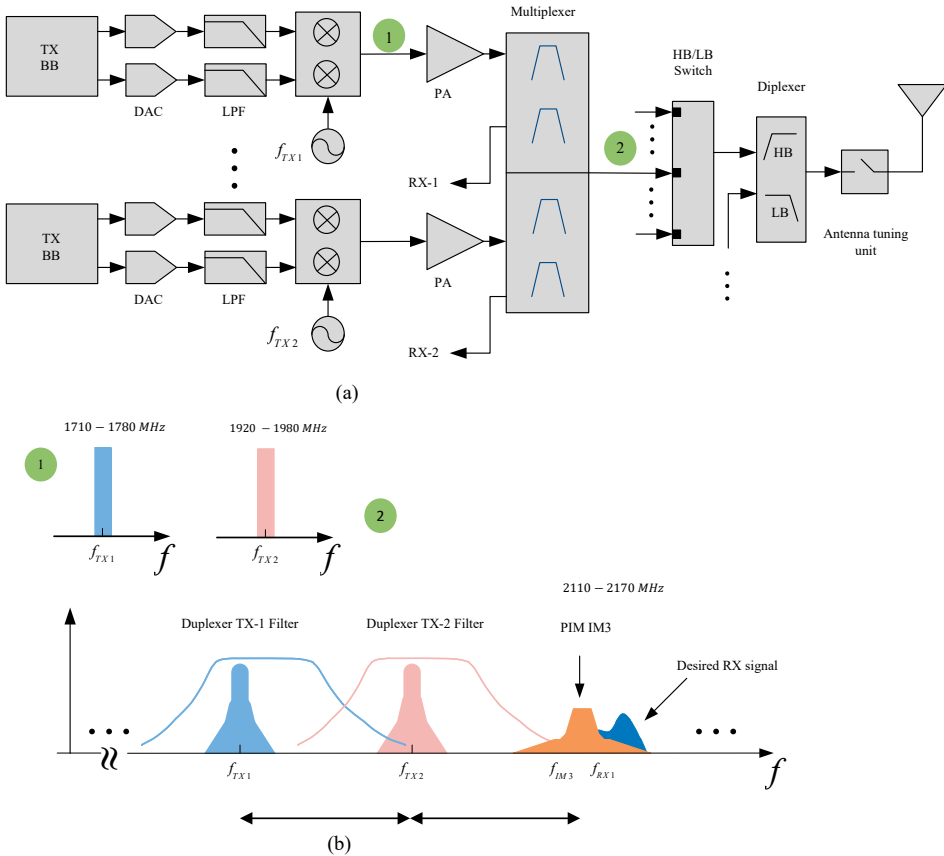 Multiplexer
TX
BB
DAC
LPF
f_{TX1}
1
PA
RX-1
2
HB/LB
Switch
Diplexer
HB
LB
Antenna tuning
unit
TX
BB
DAC
LPF
f_{TX2}
PA
RX-2
(a)
1710 – 1780 MHz
1920 – 1980 MHz
1
f_{TX1}
f
f_{TX2}
f
2
2110 – 2170 MHz
Duplexer TX-1 Filter
Duplexer TX-2 Filter
PIM IM3
Desired RX signal
f_{TX1}
f_{TX2}
f_{IM3}
f_{RX1}
f
(b)